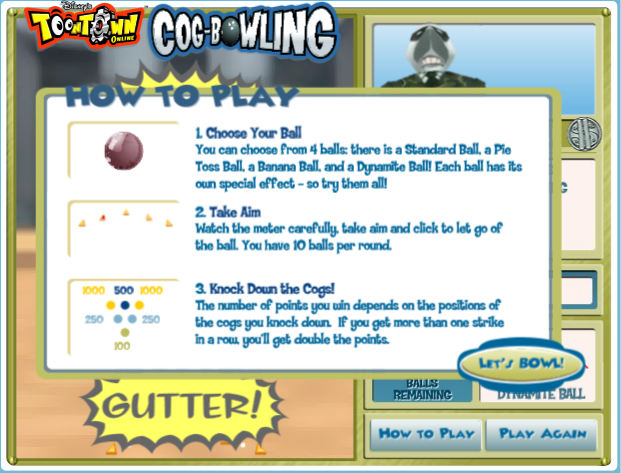 Disney's
TOONTOWN
ONLINE
COG-BOWLING
HOW TO PLAY
1. Choose Your Ball
You can choose from 4 balls: there is a Standard Ball, a Pie
Toss Ball, a Banana Ball, and a Dynamite Ball! Each ball has its
own special effect - so try them all!
2. Take Aim
Watch the meter carefully, take aim and click to let go of
the ball. You have 10 balls per round.
1000 500 1000
250 250
100
3. Knock Down the Cogs!
The number of points you win depends on the positions of
the cogs you knock down. If you get more than one strike
in a row, you'll get double the points.
LET'S BOWL!
GUTTER!
BALLS
REMAINING
DYNAMITE BALL
HOW TO PLAY
PLAY AGAIN